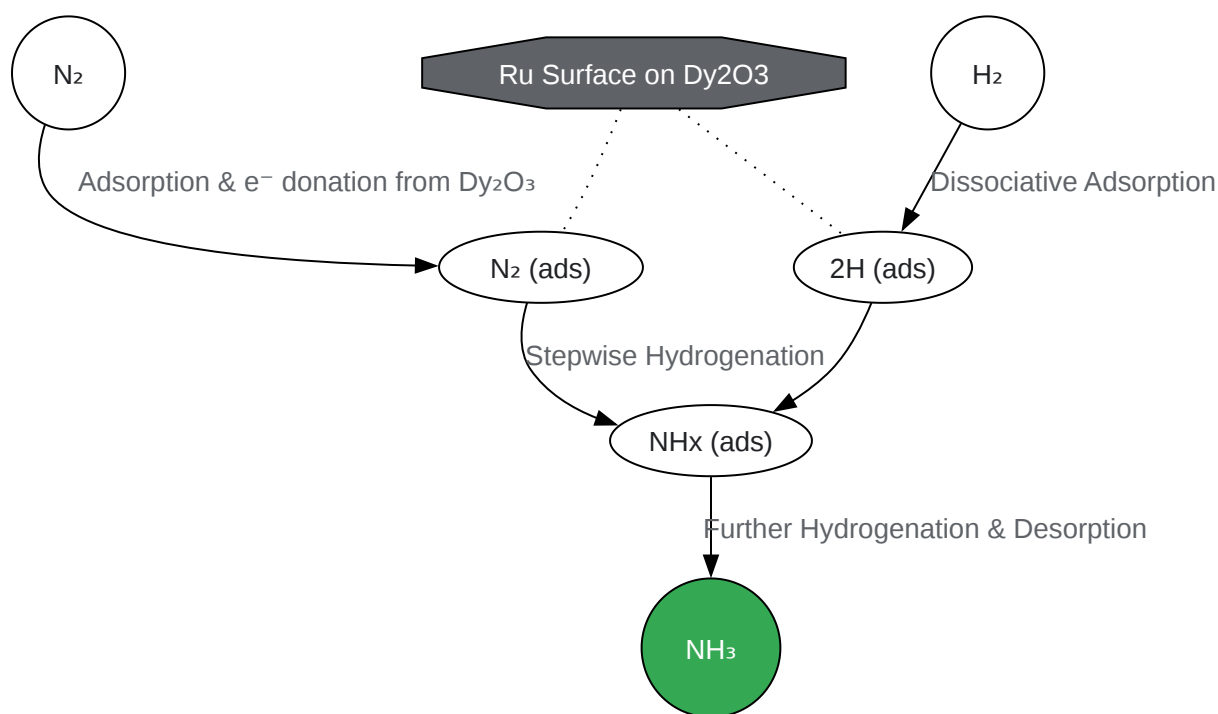 N₂
Ru Surface on Dy2O3
H₂
Adsorption & e⁻ donation from Dy₂O₃
Dissociative Adsorption
N₂ (ads)
2H (ads)
Stepwise Hydrogenation
NHx (ads)
Further Hydrogenation & Desorption
NH₃